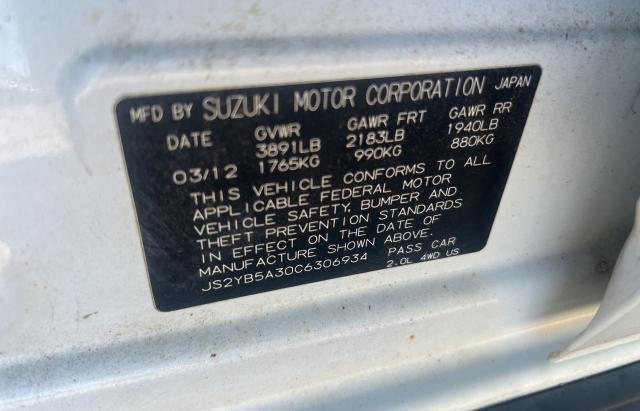 MFD BY SUZUKI MOTOR CORPORATION JAPAN
DATE GVWR GAWR FRT GAWR RR
3891LB 2183LB 1940LB
03/12 1765KG 990KG 880KG
THIS VEHICLE CONFORMS TO ALL
APPLICABLE FEDERAL MOTOR
VEHICLE SAFETY, BUMPER AND
THEFT PREVENTION STANDARDS
IN EFFECT ON THE DATE OF
MANUFACTURE SHOWN ABOVE.
JS2YB5A30C6306934 PASS CAR
2.0L 4WD US